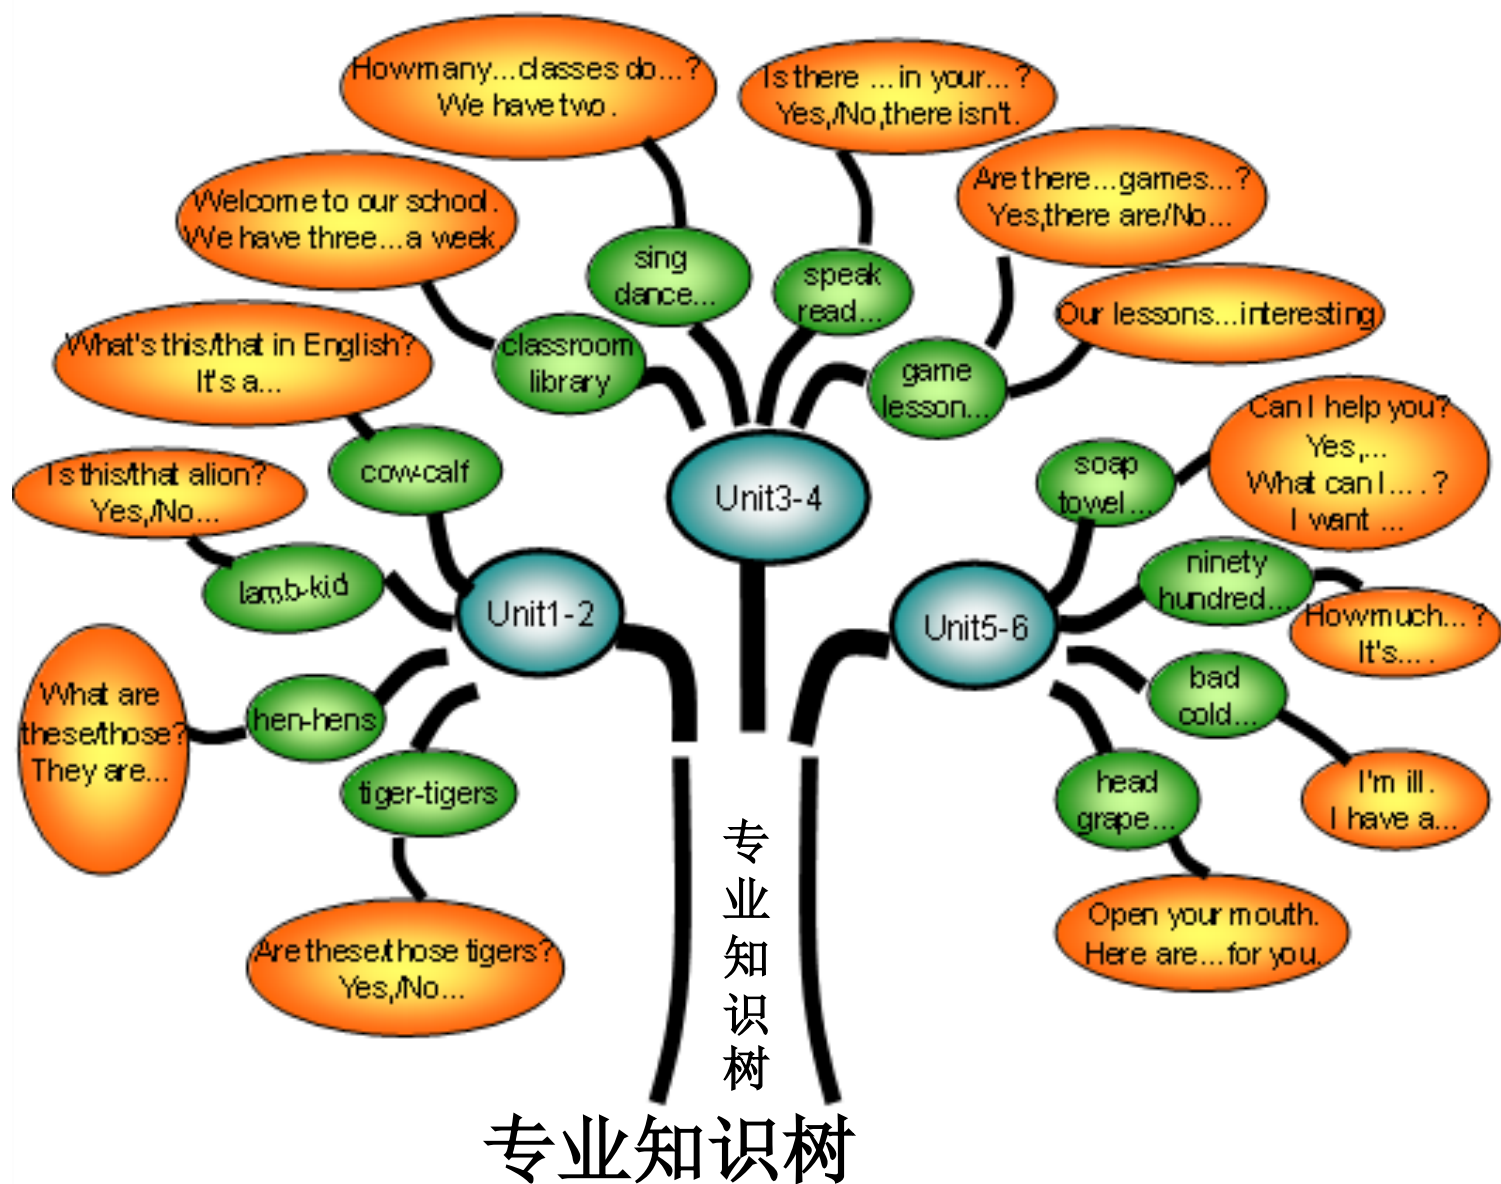 How many...classes do...?
We have two.
Is there ...in your...?
Yes,/No,there isn't.
Are there...games...?
Yes,there are/No...
Welcome to our school.
We have three...a week.
sing
dance...
speak
read...
Our lessons...interesting
What's this/that in English?
It's a...
classroom
library
game
lesson...
Can I help you?
Yes,...
What can I....?
I want ...
Is this/that a lion?
Yes,/No...
cow-calf
Unit3-4
soap
towel...
lamb-kid
Unit1-2
Unit5-6
ninety
hundred...
How much...?
It's....
What are
these/those?
They are...
hen-hens
bad
cold...
tiger-tigers
head
grape...
I'm ill.
I have a...
Are these/those tigers?
Yes,/No...
Open your mouth.
Here are...for you.
专
业
知
识
树
专业知识树